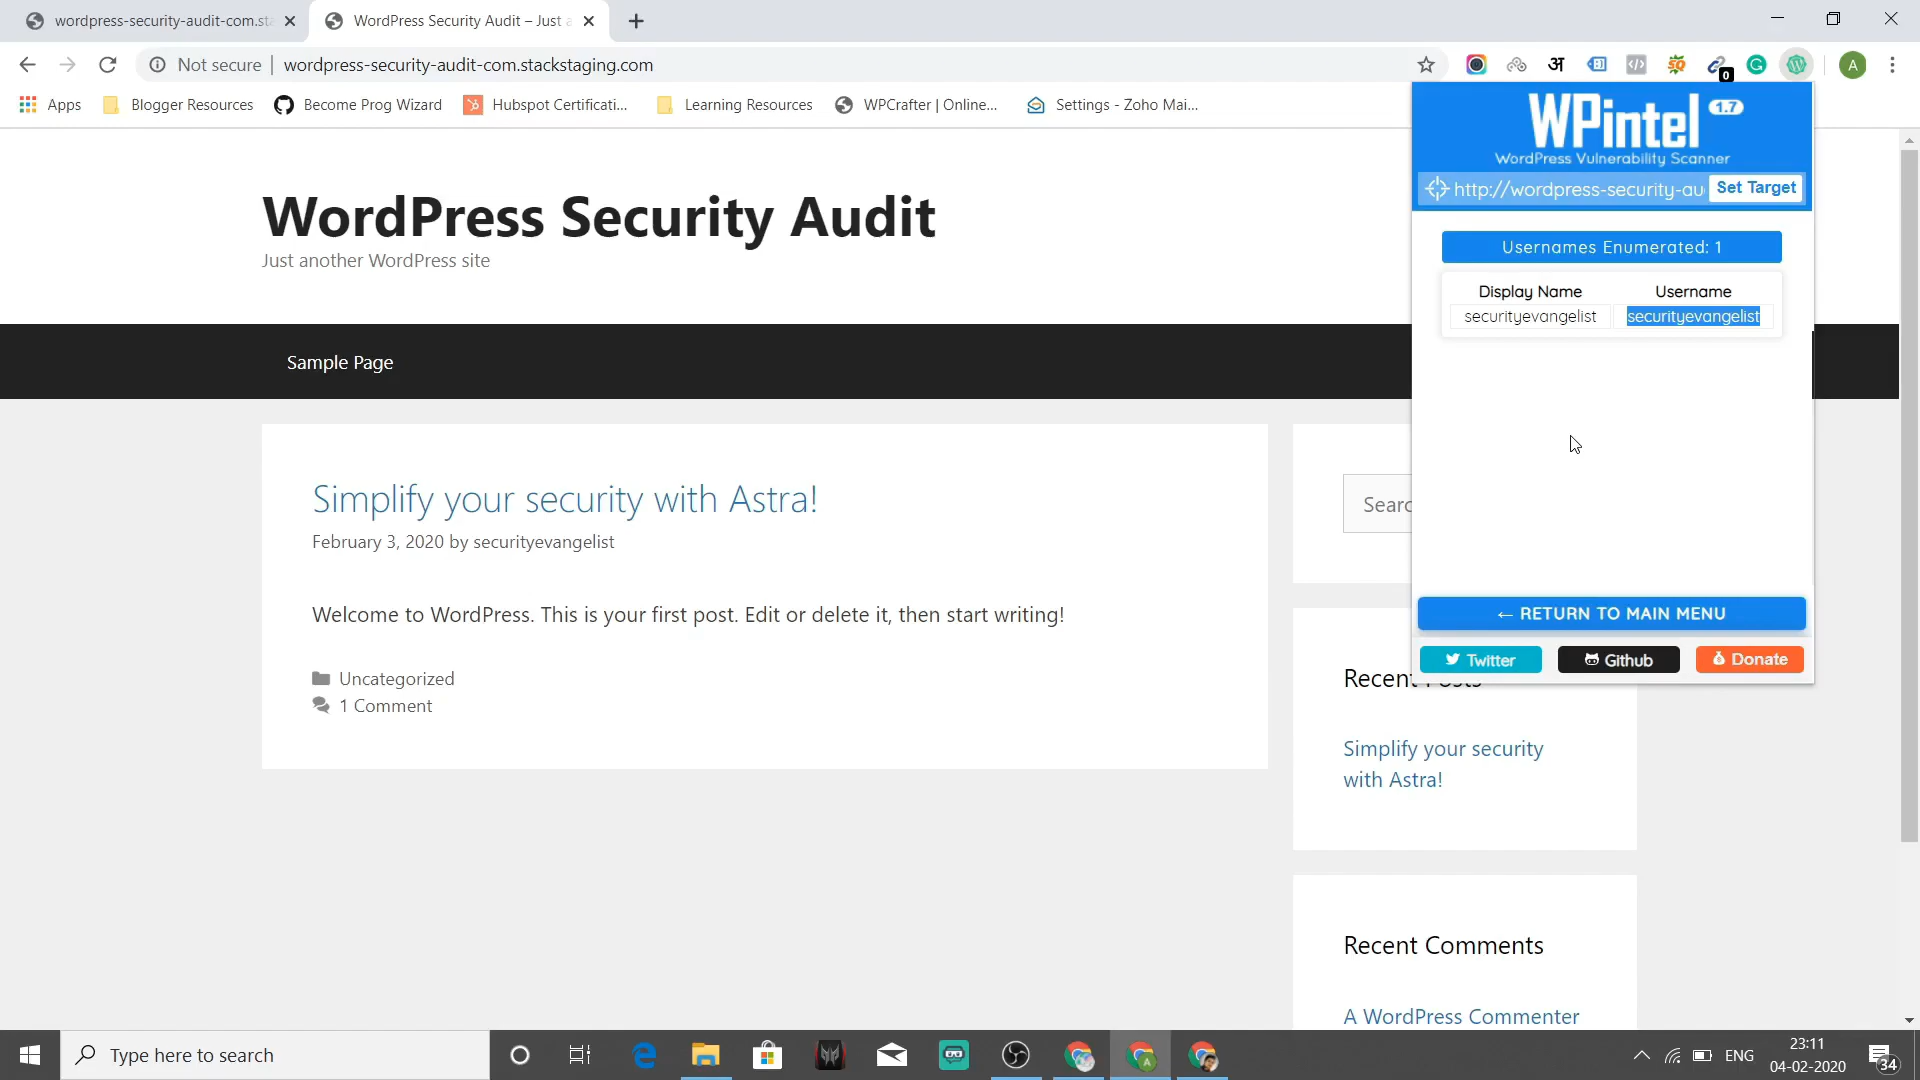 wordpress-security-audit-com.sta
WordPress Security Audit – Just a
Not secure
wordpress-security-audit-com.stackstaging.com
अ
0
A
Apps
Blogger Resources
Become Prog Wizard
Hubspot Certificati...
Learning Resources
WPCrafter | Online...
Settings - Zoho Mai...
WPintel 1.7
WordPress Vulnerability Scanner
http://wordpress-security-au
Set Target
Usernames Enumerated: 1
Display Name Username
securityevangelist securityevangelist
← RETURN TO MAIN MENU
Twitter
Github
Donate
WordPress Security Audit
Just another WordPress site
Sample Page
Simplify your security with Astra!
February 3, 2020 by securityevangelist
Welcome to WordPress. This is your first post. Edit or delete it, then start writing!
Uncategorized
1 Comment
Searc
Recent Posts
Simplify your security
with Astra!
Recent Comments
A WordPress Commenter
Type here to search
ENG
23:11
04-02-2020
34